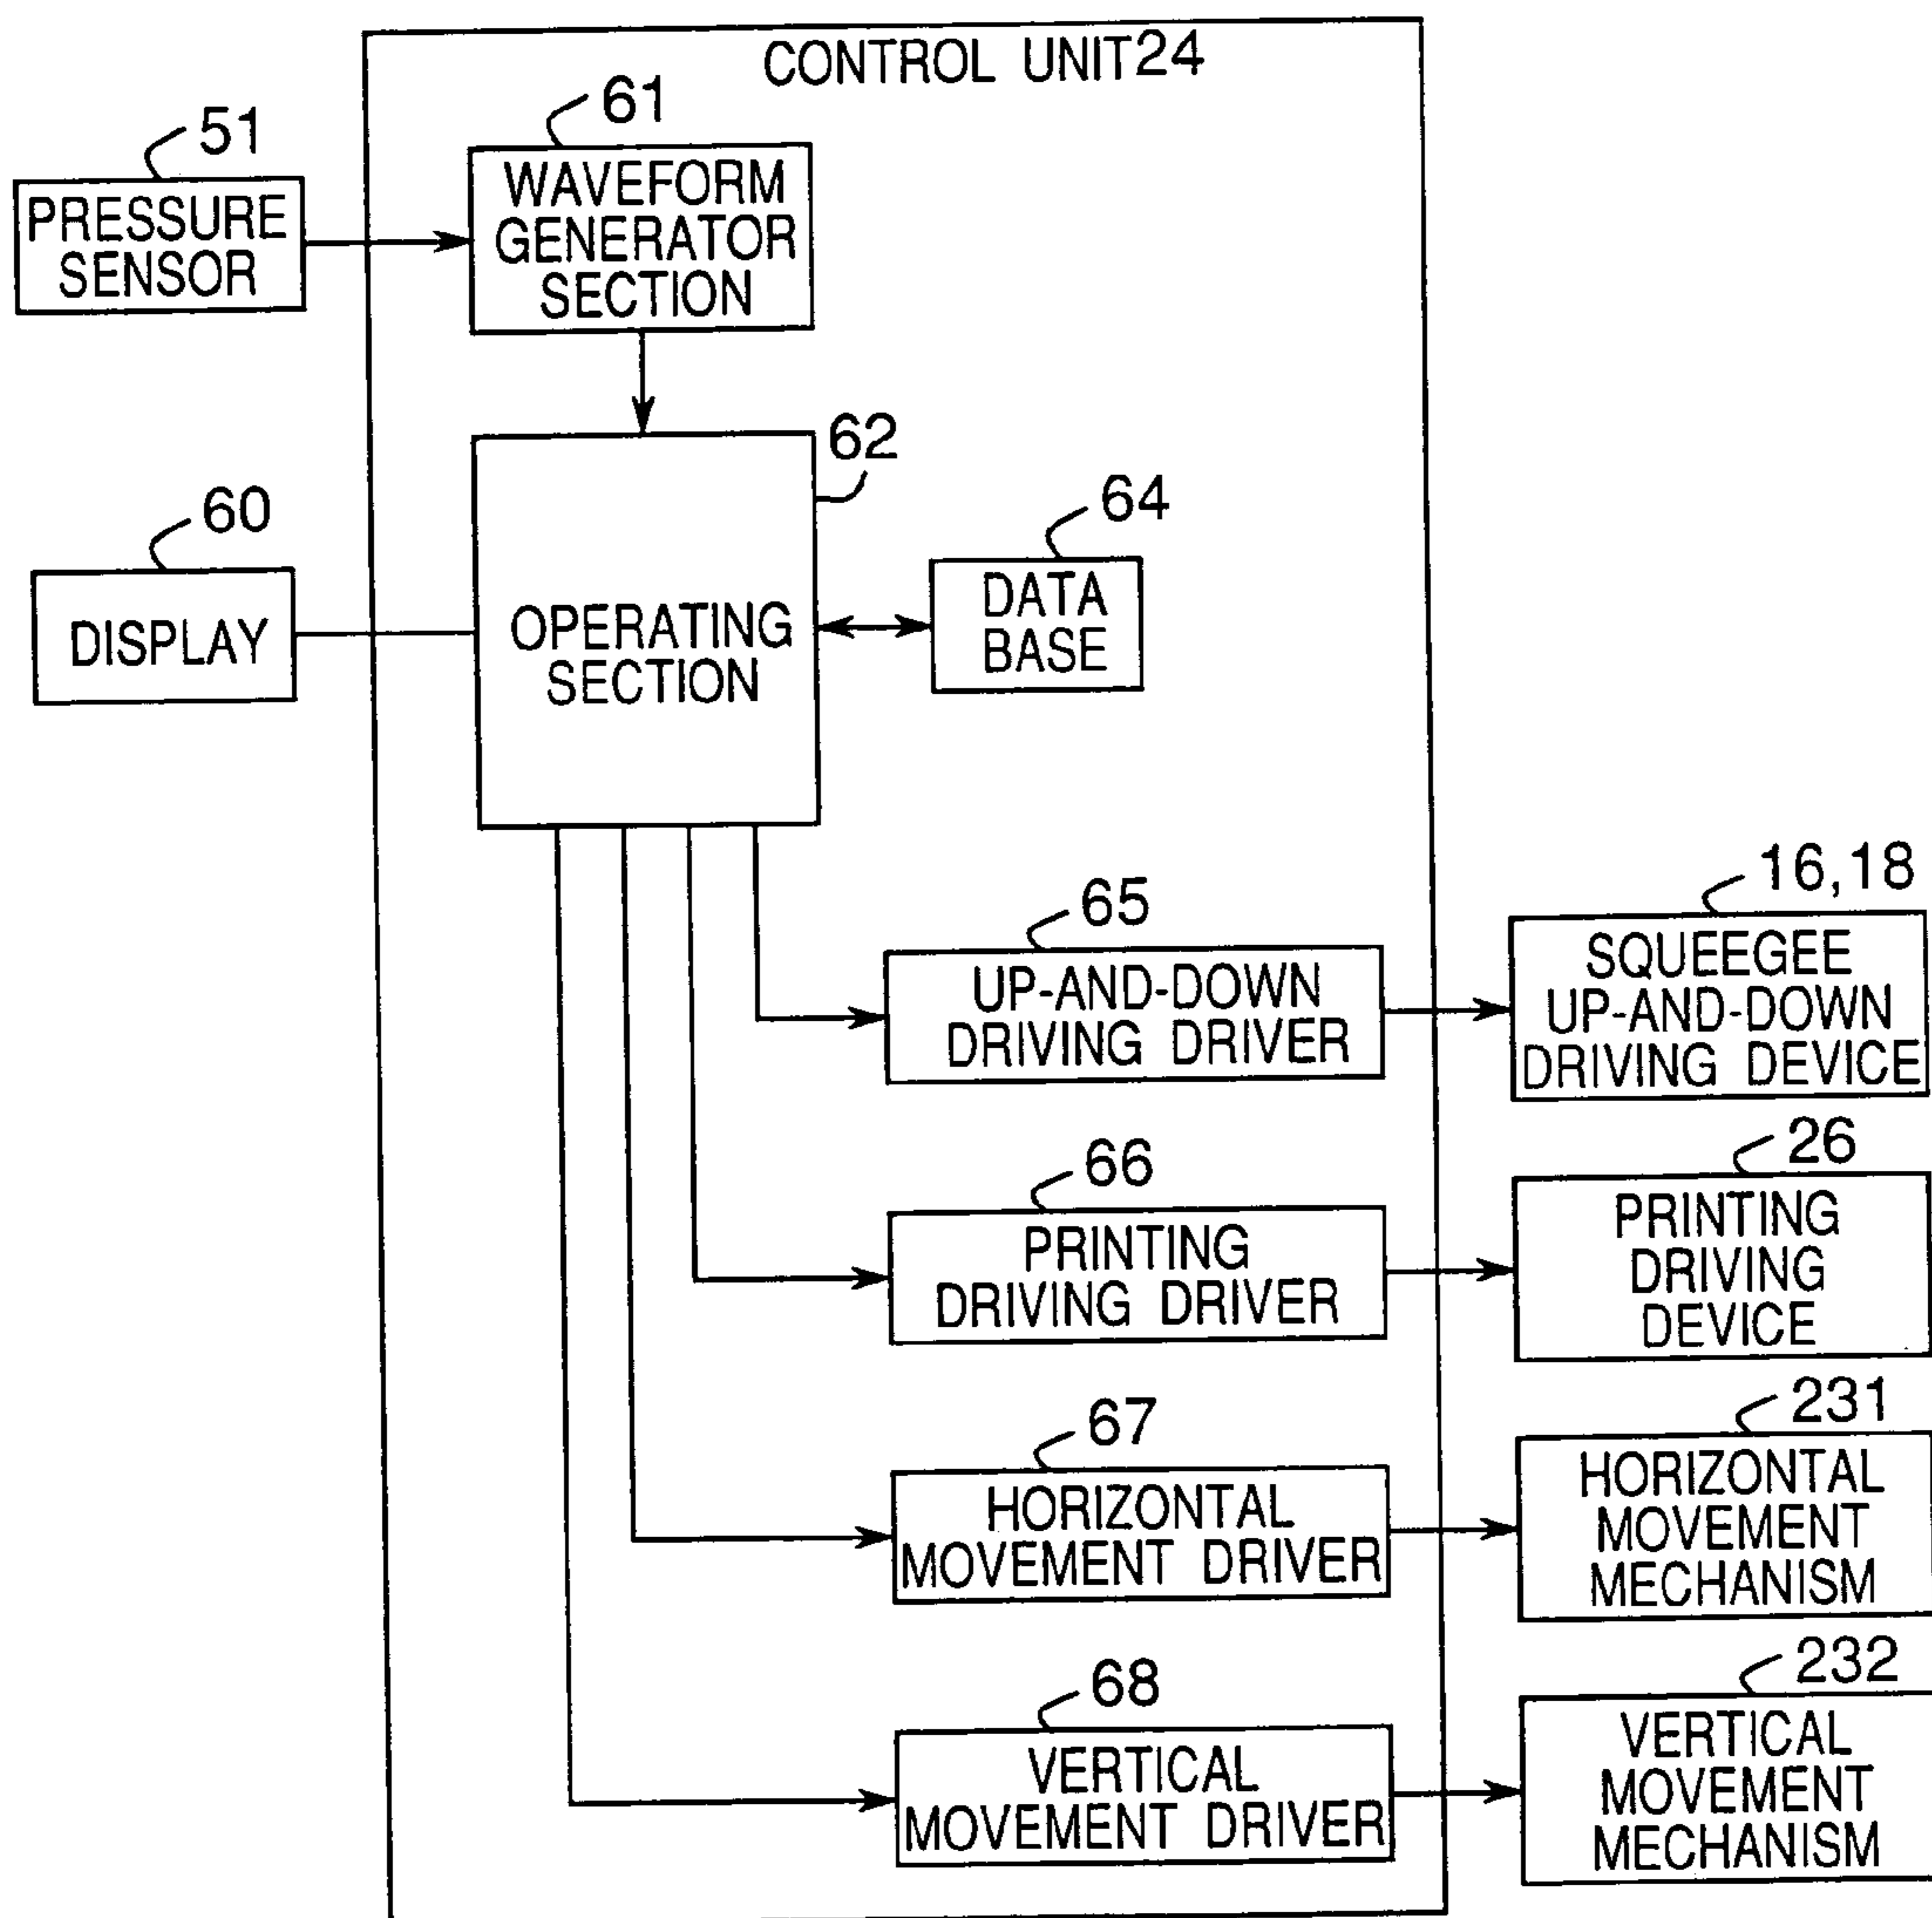 CONTROL UNIT24
61
51
WAVEFORM
GENERATOR
SECTION
PRESSURE
SENSOR
62
64
60
DATA
BASE
DISPLAY
OPERATING
SECTION
16,18
65
SQUEEGEE
UP-AND-DOWN
DRIVING DEVICE
UP-AND-DOWN
DRIVING DRIVER
26
66
PRINTING
DRIVING
DEVICE
PRINTING
DRIVING DRIVER
231
67
HORIZONTAL
MOVEMENT
MECHANISM
HORIZONTAL
MOVEMENT DRIVER
232
68
VERTICAL
MOVEMENT
MECHANISM
VERTICAL
MOVEMENT DRIVER